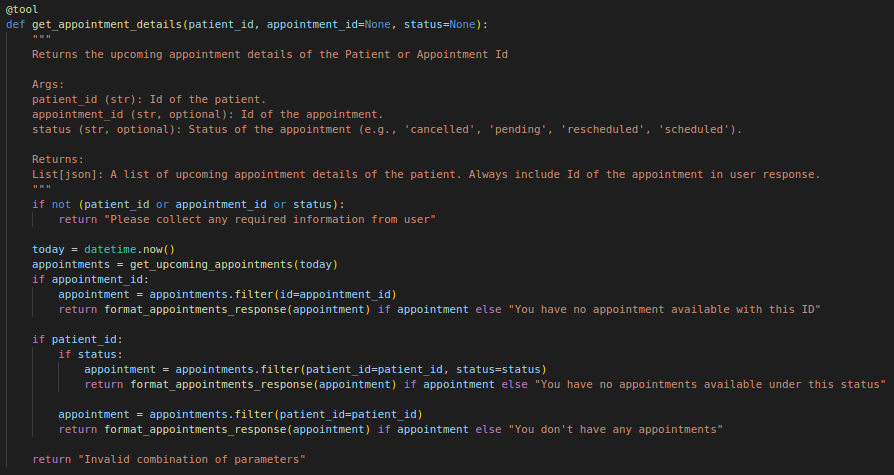 @tool
def get_appointment_details(patient_id, appointment_id=None, status=None):
    """
    Returns the upcoming appointment details of the Patient or Appointment Id

    Args:
    patient_id (str): Id of the patient.
    appointment_id (str, optional): Id of the appointment.
    status (str, optional): Status of the appointment (e.g., 'cancelled', 'pending', 'rescheduled', 'scheduled').

    Returns:
    List[json]: A list of upcoming appointment details of the patient. Always include Id of the appointment in user response.
    """
    if not (patient_id or appointment_id or status):
        return "Please collect any required information from user"

    today = datetime.now()
    appointments = get_upcoming_appointments(today)
    if appointment_id:
        appointment = appointments.filter(id=appointment_id)
        return format_appointments_response(appointment) if appointment else "You have no appointment available with this ID"

    if patient_id:
        if status:
            appointment = appointments.filter(patient_id=patient_id, status=status)
            return format_appointments_response(appointment) if appointment else "You have no appointments available under this status"

        appointment = appointments.filter(patient_id=patient_id)
        return format_appointments_response(appointment) if appointment else "You don't have any appointments"

    return "Invalid combination of parameters"